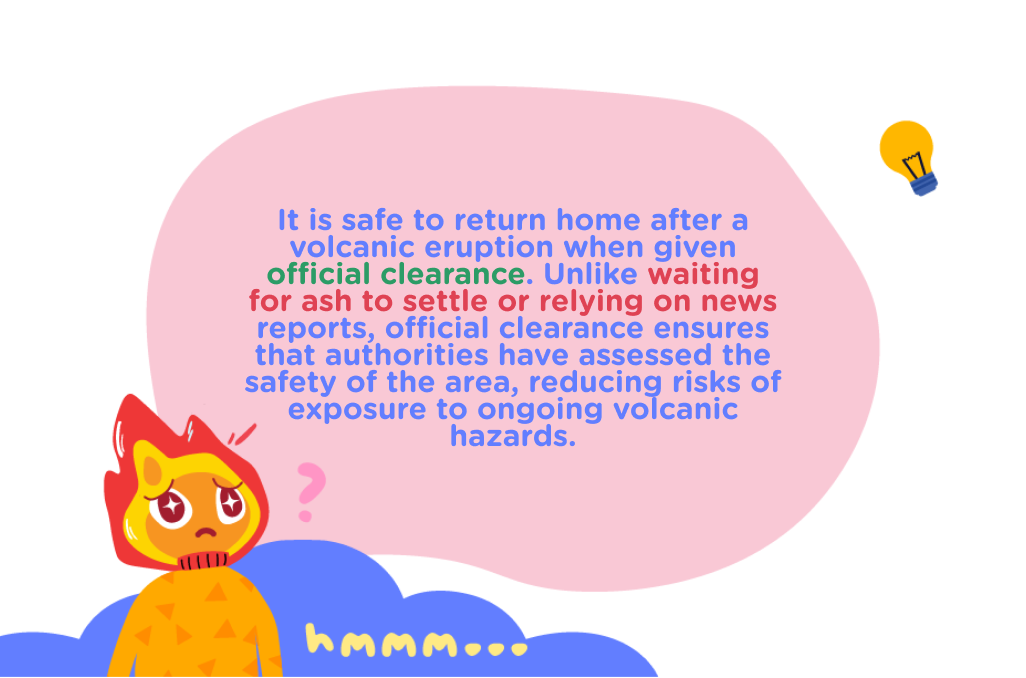 It is safe to return home after a
volcanic eruption when given
official clearance. Unlike waiting
for ash to settle or relying on news
reports, official clearance ensures
that authorities have assessed the
safety of the area, reducing risks of
exposure to ongoing volcanic
hazards.
?
hmmm...